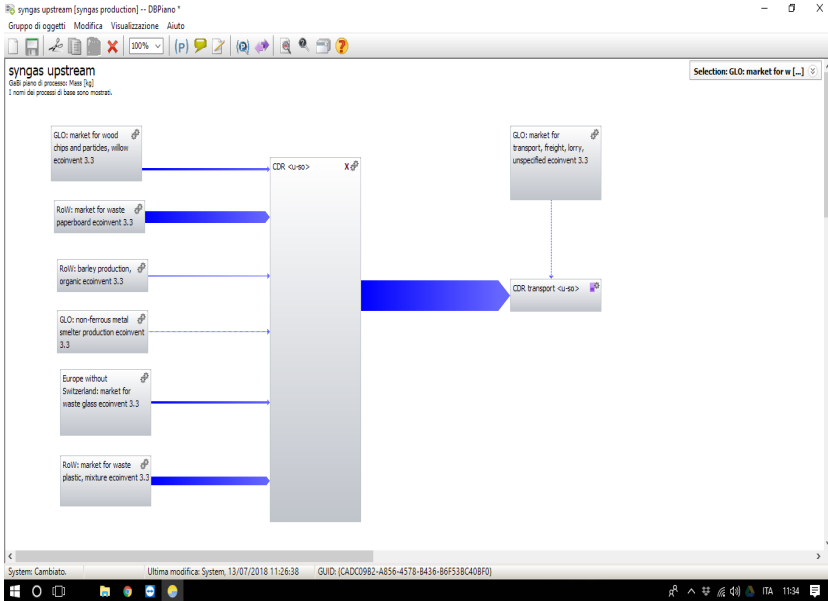 syngas upstream [syngas production] -- DBPiano *
Gruppo di oggetti Modifica Visualizzazione Aiuto
100%
syngas upstream
GaBi piano di processo: Mass [kg]
I nomi dei processi di base sono mostrati.
Selection: GLO: market for w [...]
GLO: market for wood
chips and particles, willow
ecoinvent 3.3
RoW: market for waste
paperboard ecoinvent 3.3
RoW: barley production,
organic ecoinvent 3.3
GLO: non-ferrous metal
smelter production ecoinvent
3.3
Europe without
Switzerland: market for
waste glass ecoinvent 3.3
RoW: market for waste
plastic, mixture ecoinvent 3.3
CDR <u-so> X
GLO: market for
transport, freight, lorry,
unspecified ecoinvent 3.3
CDR transport <u-so>
System: Cambiato. Ultima modifica: System, 13/07/2018 11:26:38 GUID: {CADC09B2-A856-4578-B436-B6F53BC40BF0}
ITA 11:34